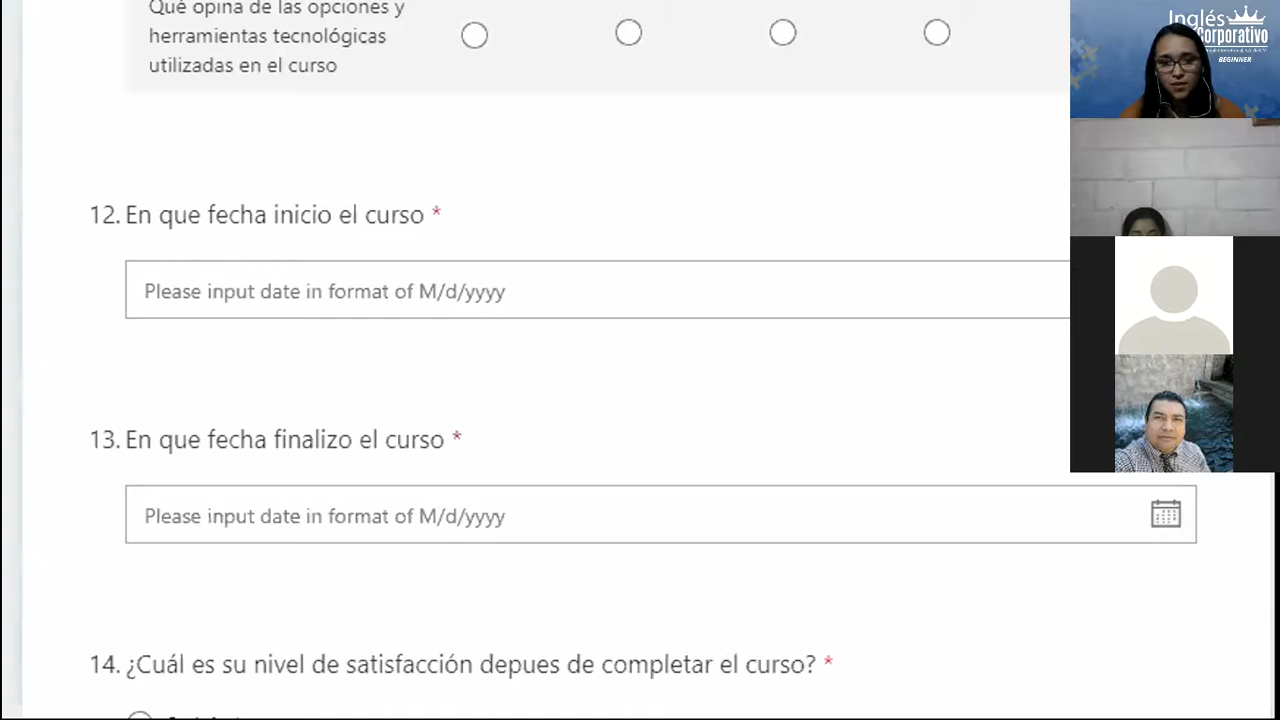 Qué opina de las opciones y
herramientas tecnológicas
utilizadas en el curso
12. En que fecha inicio el curso *
Please input date in format of M/d/yyyy
13. En que fecha finalizo el curso *
Please input date in format of M/d/yyyy
14. ¿Cuál es su nivel de satisfacción depues de completar el curso? *
Inglés
Corporativo
BEGINNER